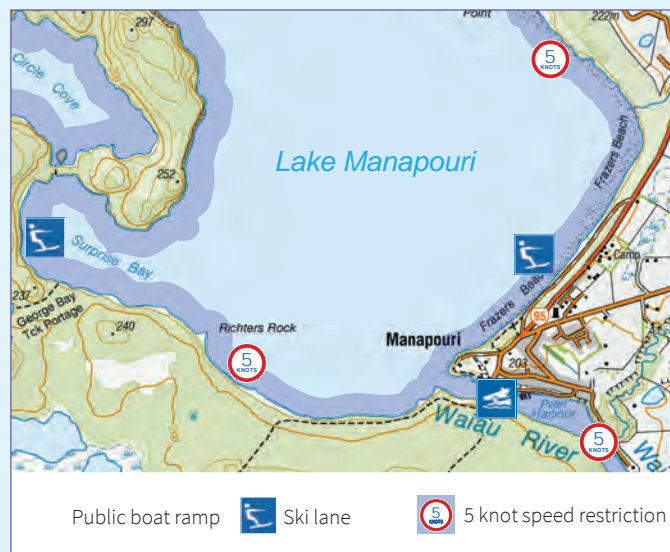 Point
222m
5
KNOTS
297
Circle
Cove
Frazers Beach
Lake Manapouri
252
Surprise Bay
Camp
237
George Bay
Tck Portage
240
Richters Rock
Frazers Beach
95
Manapouri
5
KNOTS
203
Pearl
Harbour
Waiau River
5
KNOTS
Wa
Public boat ramp
Ski lane
5
KNOTS
5 knot speed restriction